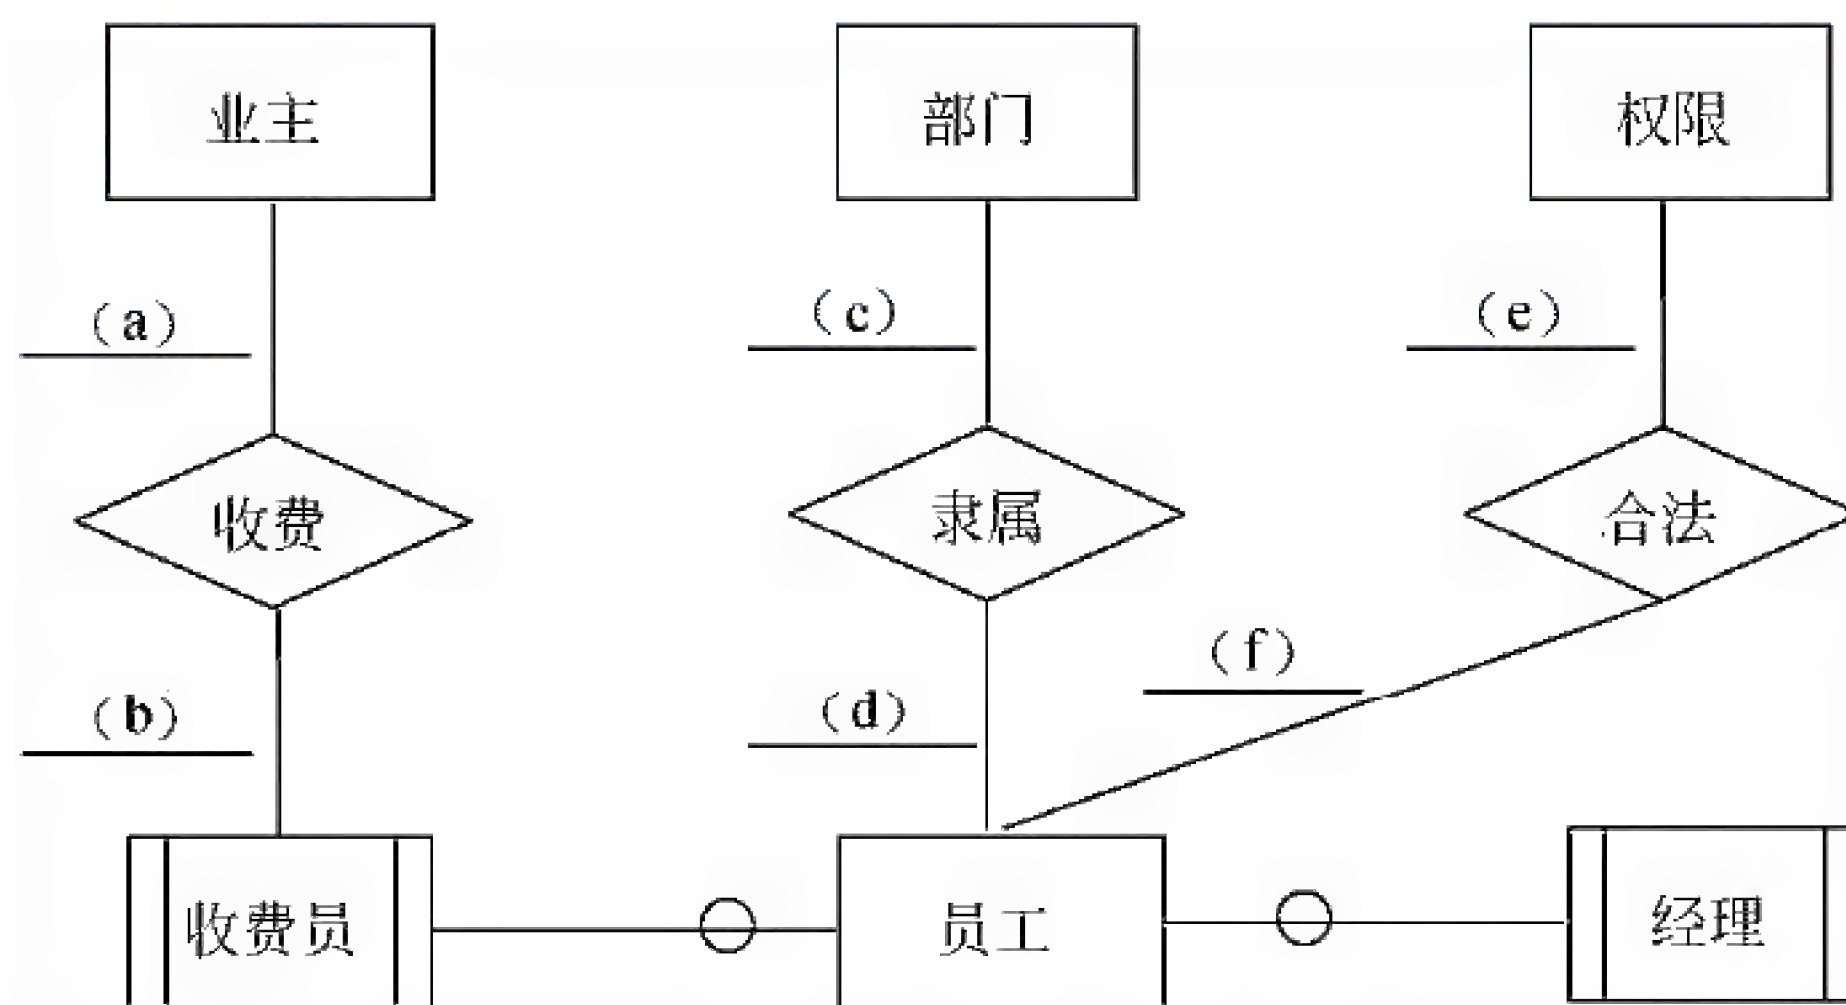 业主 部门 权限
(a) (c) (e)
收费 隶属 合法
(f)
(b) (d)
收费员 员工 经理